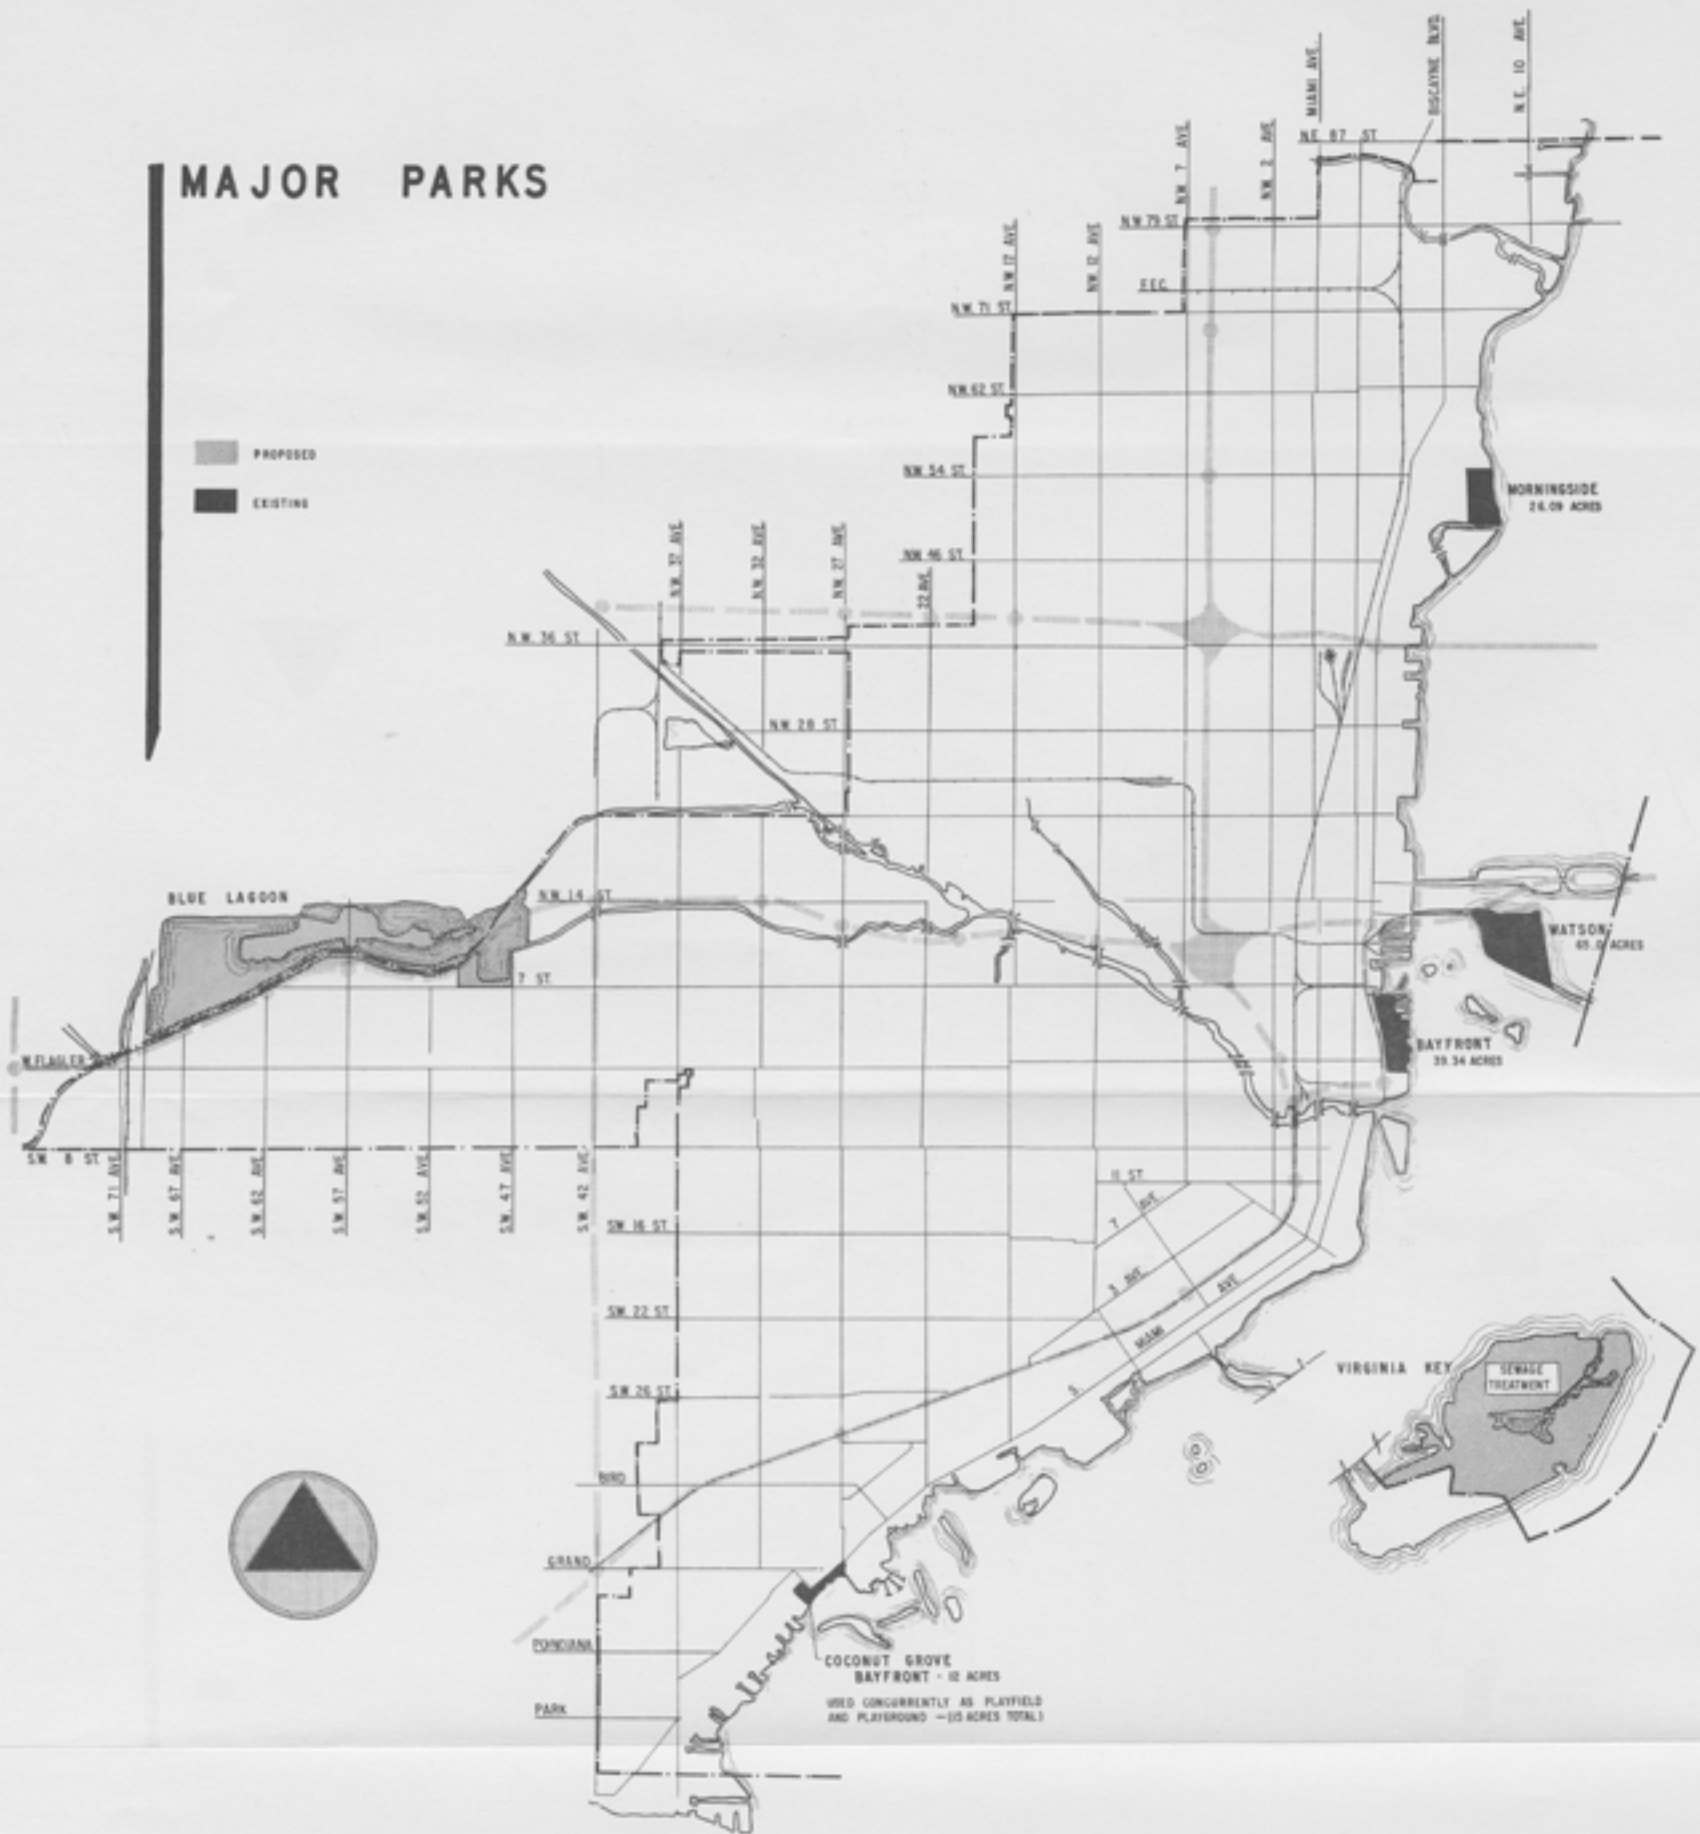 MAJOR PARKS
PROPOSED
EXISTING
MIAMI AVE.
BISCAYNE BLVD.
N.E. 10 AVE.
N.E. 87 ST.
N.W. 7 AVE.
N.W. 2 AVE.
N.W. 79 ST.
N.W. 17 AVE.
N.W. 12 AVE.
F.E.C.
N.W. 71 ST.
N.W. 62 ST.
N.W. 54 ST.
MORNINGSIDE
26.09 ACRES
N.W. 46 ST.
N.W. 37 AVE.
N.W. 32 AVE.
N.W. 27 AVE.
22 AVE.
N.W. 36 ST.
N.W. 28 ST.
BLUE LAGOON
N.W. 14 ST.
WATSON
65.0 ACRES
7 ST.
BAYFRONT
39.34 ACRES
W. FLAGLER
S.W. 8 ST.
S.W. 71 AVE.
S.W. 67 AVE.
S.W. 62 AVE.
S.W. 57 AVE.
S.W. 52 AVE.
S.W. 47 AVE.
S.W. 42 AVE.
11 ST.
7 AVE.
S.W. 16 ST.
3 AVE.
S. MIAMI AVE
S.W. 22 ST.
VIRGINIA KEY
SEWAGE
TREATMENT
S.W. 26 ST.
BIRD
GRAND
POINCIANA
COCONUT GROVE
BAYFRONT - 12 ACRES
USED CONCURRENTLY AS PLAYFIELD
AND PLAYGROUND - (15 ACRES TOTAL)
PARK